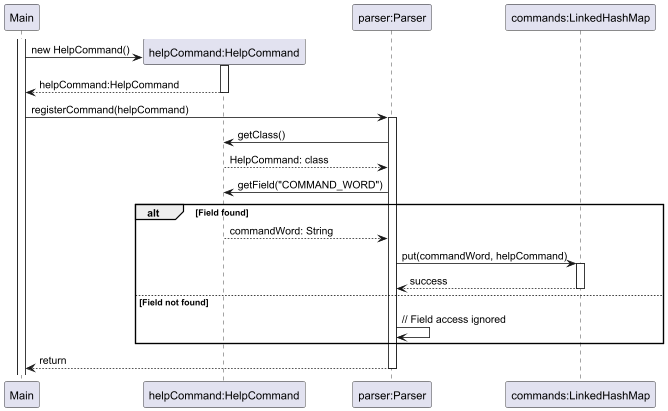 Main
parser:Parser
commands:LinkedHashMap
new HelpCommand()
helpCommand:HelpCommand
helpCommand:HelpCommand
registerCommand(helpCommand)
getClass()
HelpCommand: class
getField("COMMAND_WORD")
alt
[Field found]
commandWord: String
put(commandWord, helpCommand)
success
[Field not found]
// Field access ignored
return
Main
helpCommand:HelpCommand
parser:Parser
commands:LinkedHashMap